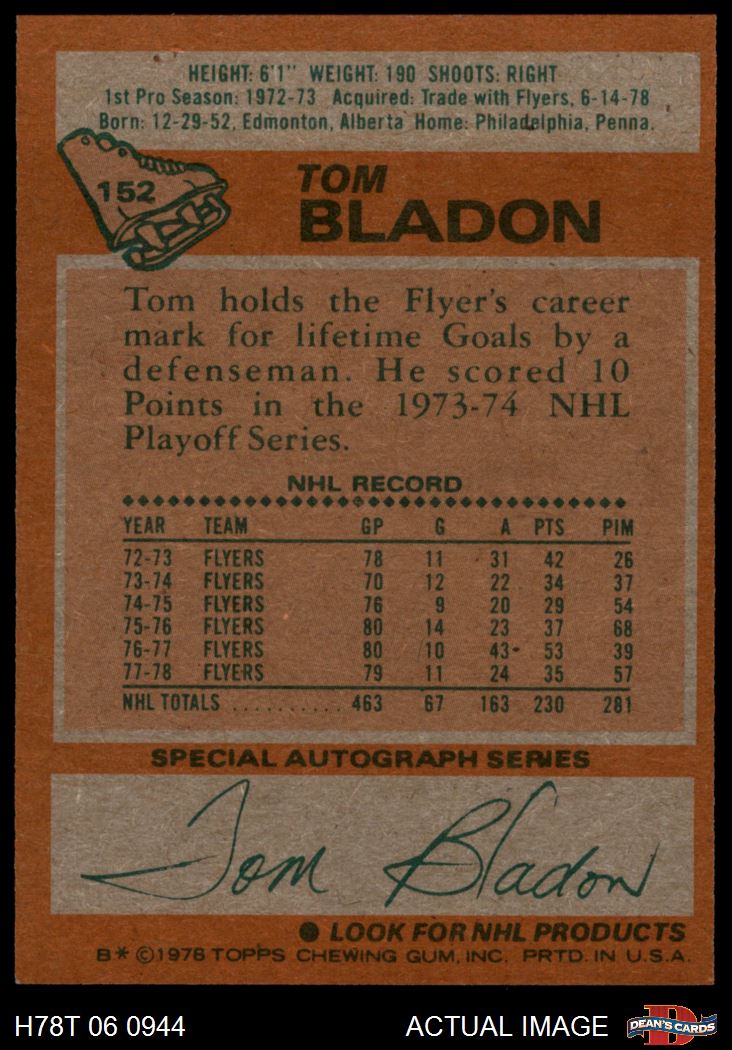 HEIGHT: 6'1" WEIGHT: 190 SHOOTS: RIGHT
1st Pro Season: 1972-73 Acquired: Trade with Flyers, 6-14-78
Born: 12-29-52, Edmonton, Alberta Home: Philadelphia, Penna.
152
TOM
BLADON
Tom holds the Flyer's career
mark for lifetime Goals by a
defenseman. He scored 10
Points in the 1973-74 NHL
Playoff Series.
NHL RECORD
YEAR TEAM GP G A PTS PIM
72-73 FLYERS 78 11 31 42 26
73-74 FLYERS 70 12 22 34 37
74-75 FLYERS 76 9 20 29 54
75-76 FLYERS 80 14 23 37 68
76-77 FLYERS 80 10 43 53 39
77-78 FLYERS 79 11 24 35 57
NHL TOTALS .......... 463 67 163 230 281
SPECIAL AUTOGRAPH SERIES
Tom Bladon
● LOOK FOR NHL PRODUCTS
B* ©1978 TOPPS CHEWING GUM, INC. PRTD. IN U.S.A.
H78T 06 0944 ACTUAL IMAGE DEAN'S CARDS